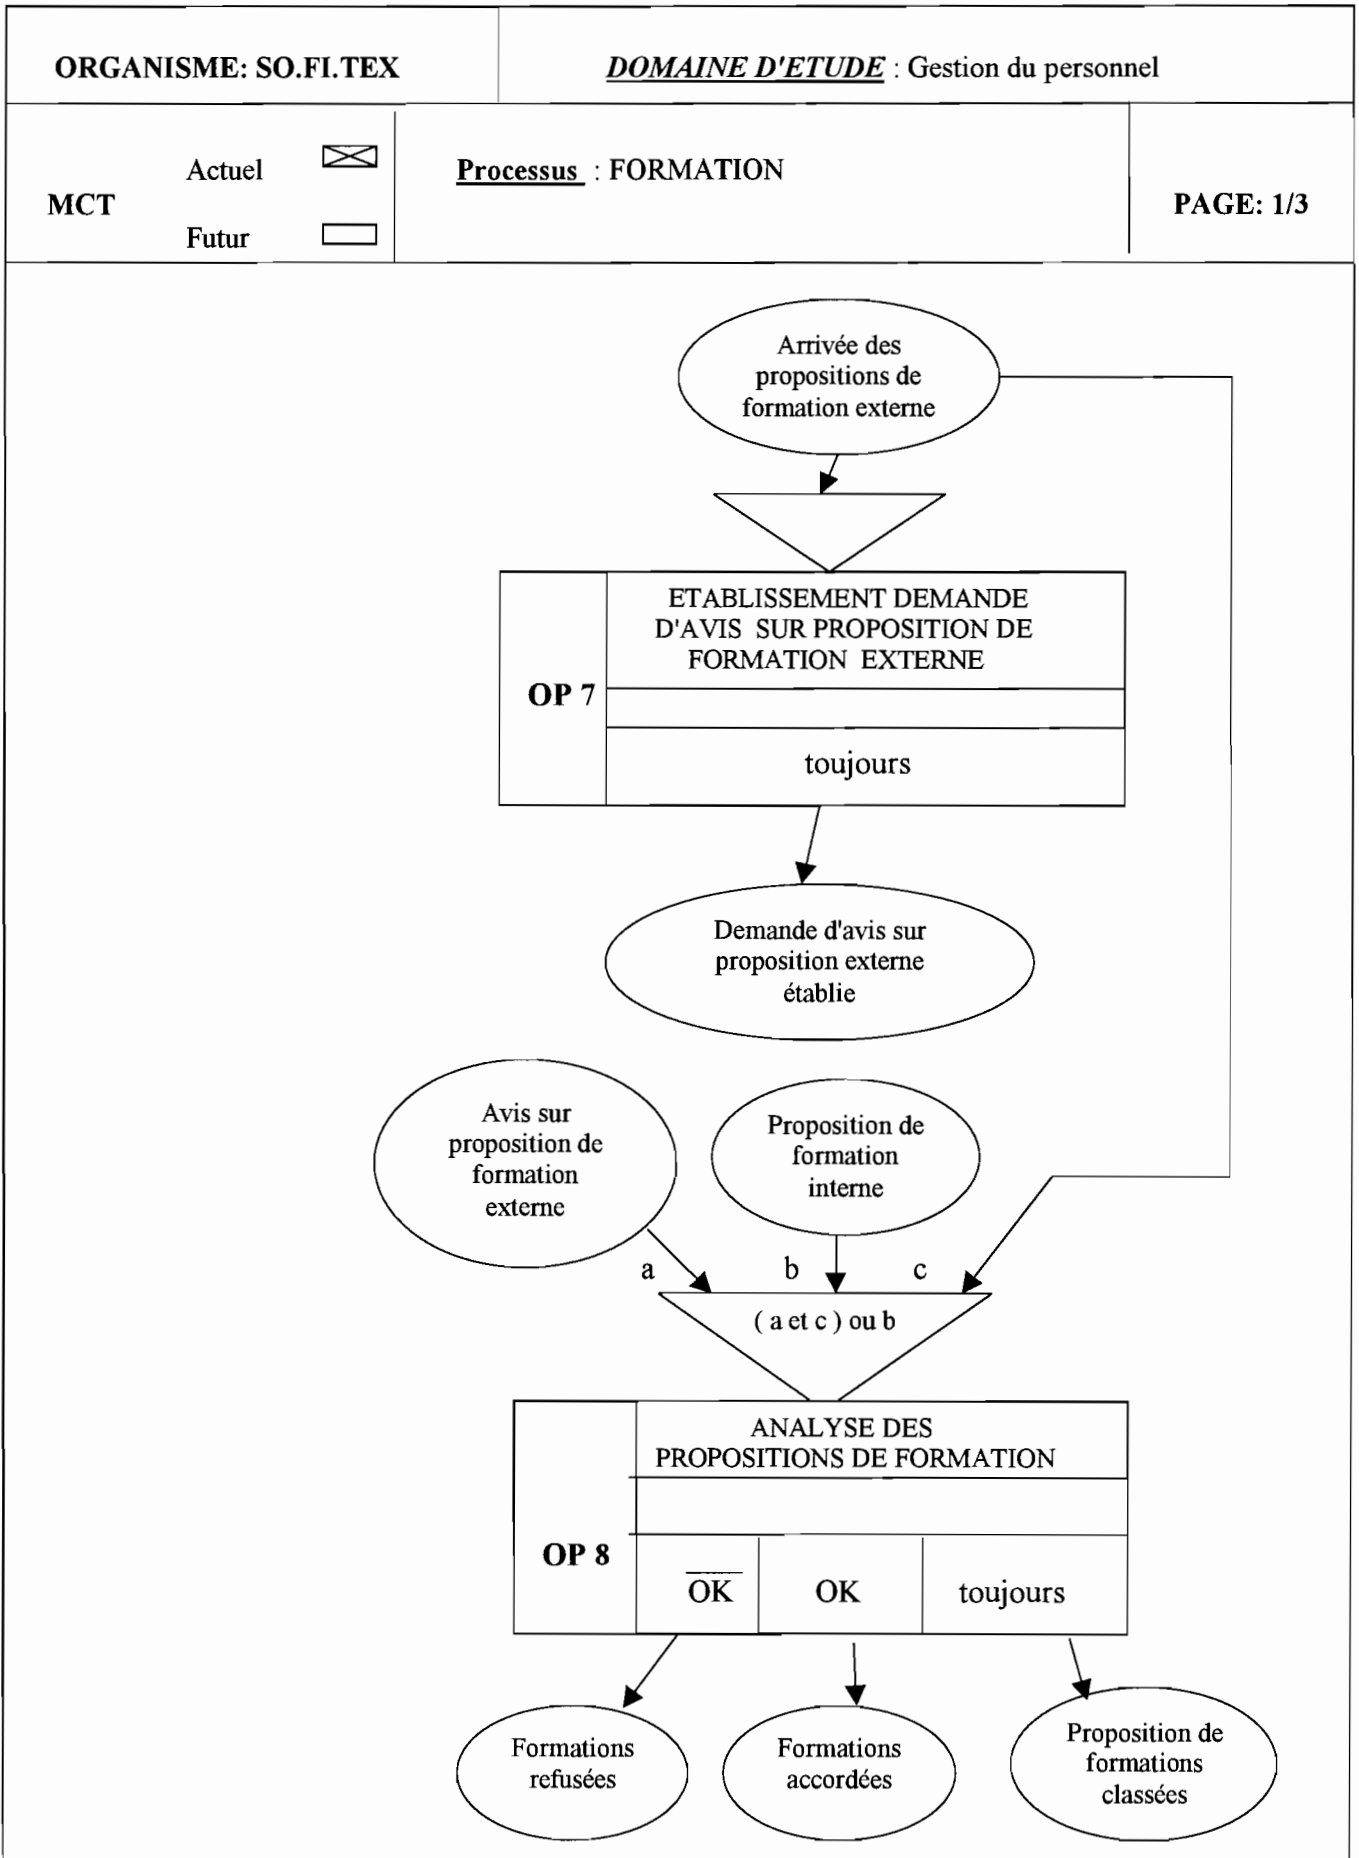 ORGANISME: SO.FI.TEX
DOMAINE D'ETUDE : Gestion du personnel
MCT
Actuel
Futur
Processus : FORMATION
PAGE: 1/3
Arrivée des
propositions de
formation externe
OP 7
ETABLISSEMENT DEMANDE
D'AVIS SUR PROPOSITION DE
FORMATION EXTERNE
toujours
Demande d'avis sur
proposition externe
établie
Avis sur
proposition de
formation
externe
Proposition de
formation
interne
a
b
c
( a et c ) ou b
OP 8
ANALYSE DES
PROPOSITIONS DE FORMATION
O̅K̅
OK
toujours
Formations
refusées
Formations
accordées
Proposition de
formations
classées